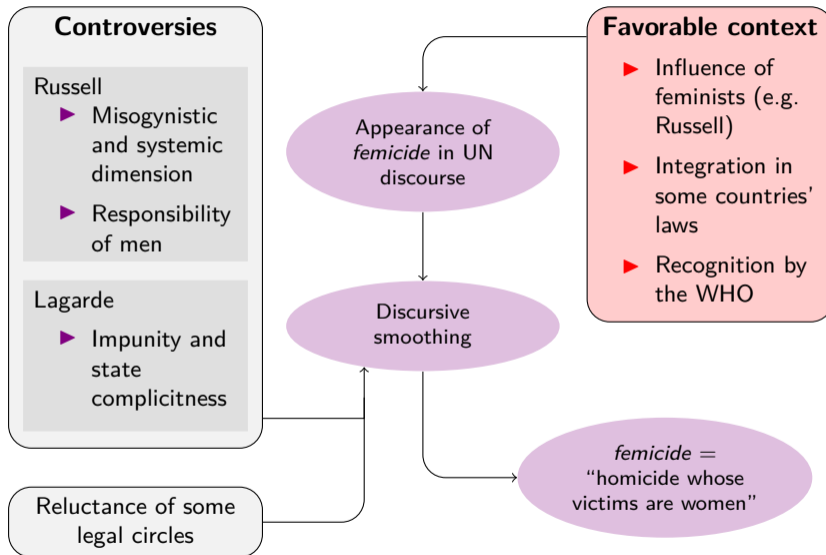 Controversies
Russell
Misogynistic
and systemic
dimension
Responsibility
of men
Lagarde
Impunity and
state
complicitness
Reluctance of some
legal circles
Appearance of
femicide in UN
discourse
Discursive
smoothing
femicide =
“homicide whose
victims are women”
Favorable context
Influence of
feminists (e.g.
Russell)
Integration in
some countries’
laws
Recognition by
the WHO